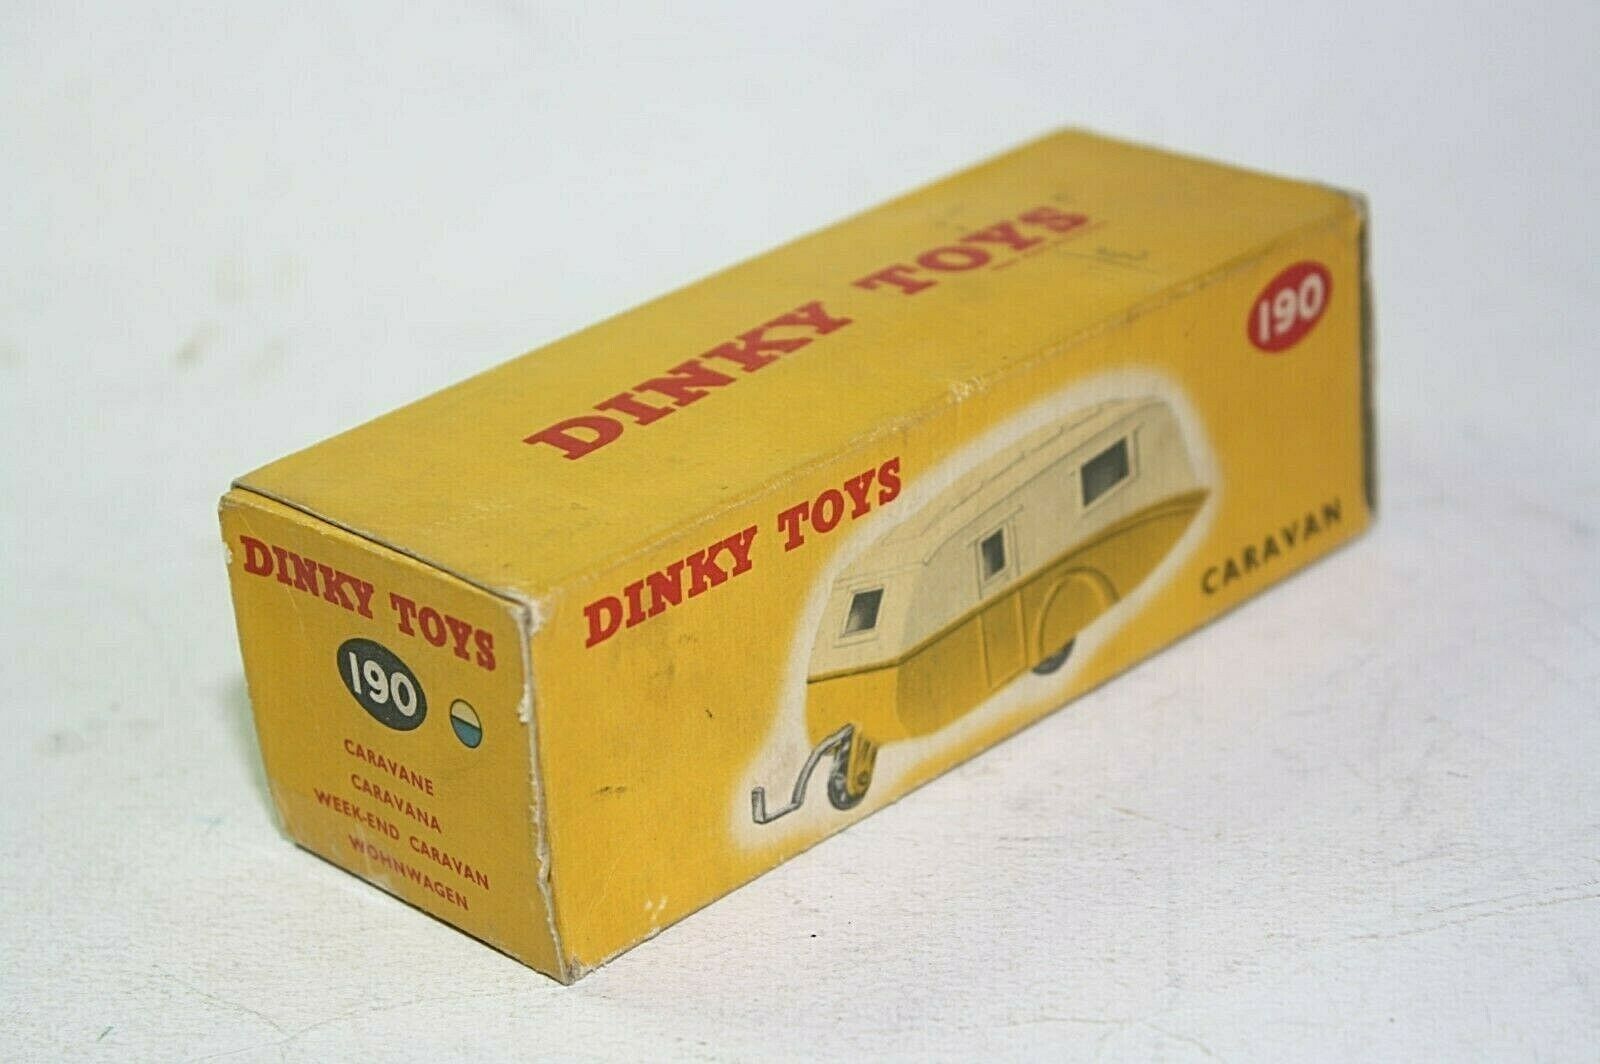 DINKY TOYS
DINKY TOYS
190
CARAVAN
DINKY TOYS
190
CARAVANE
CARAVANA
WEEK-END CARAVAN
WOHNWAGEN